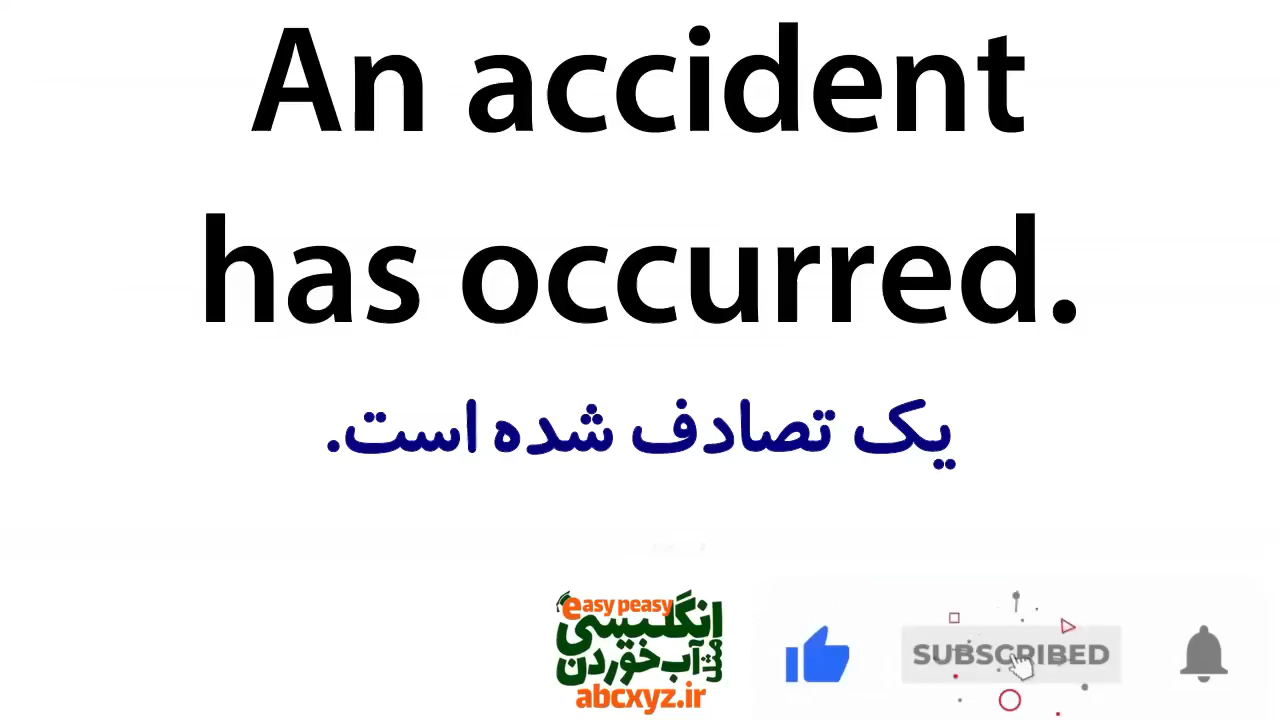 An accident
has occurred.
یک تصادف شده است.
easy peasy
انگلیسی
مثل
آب خوردن
abcxyz.ir
SUBSCRIBED